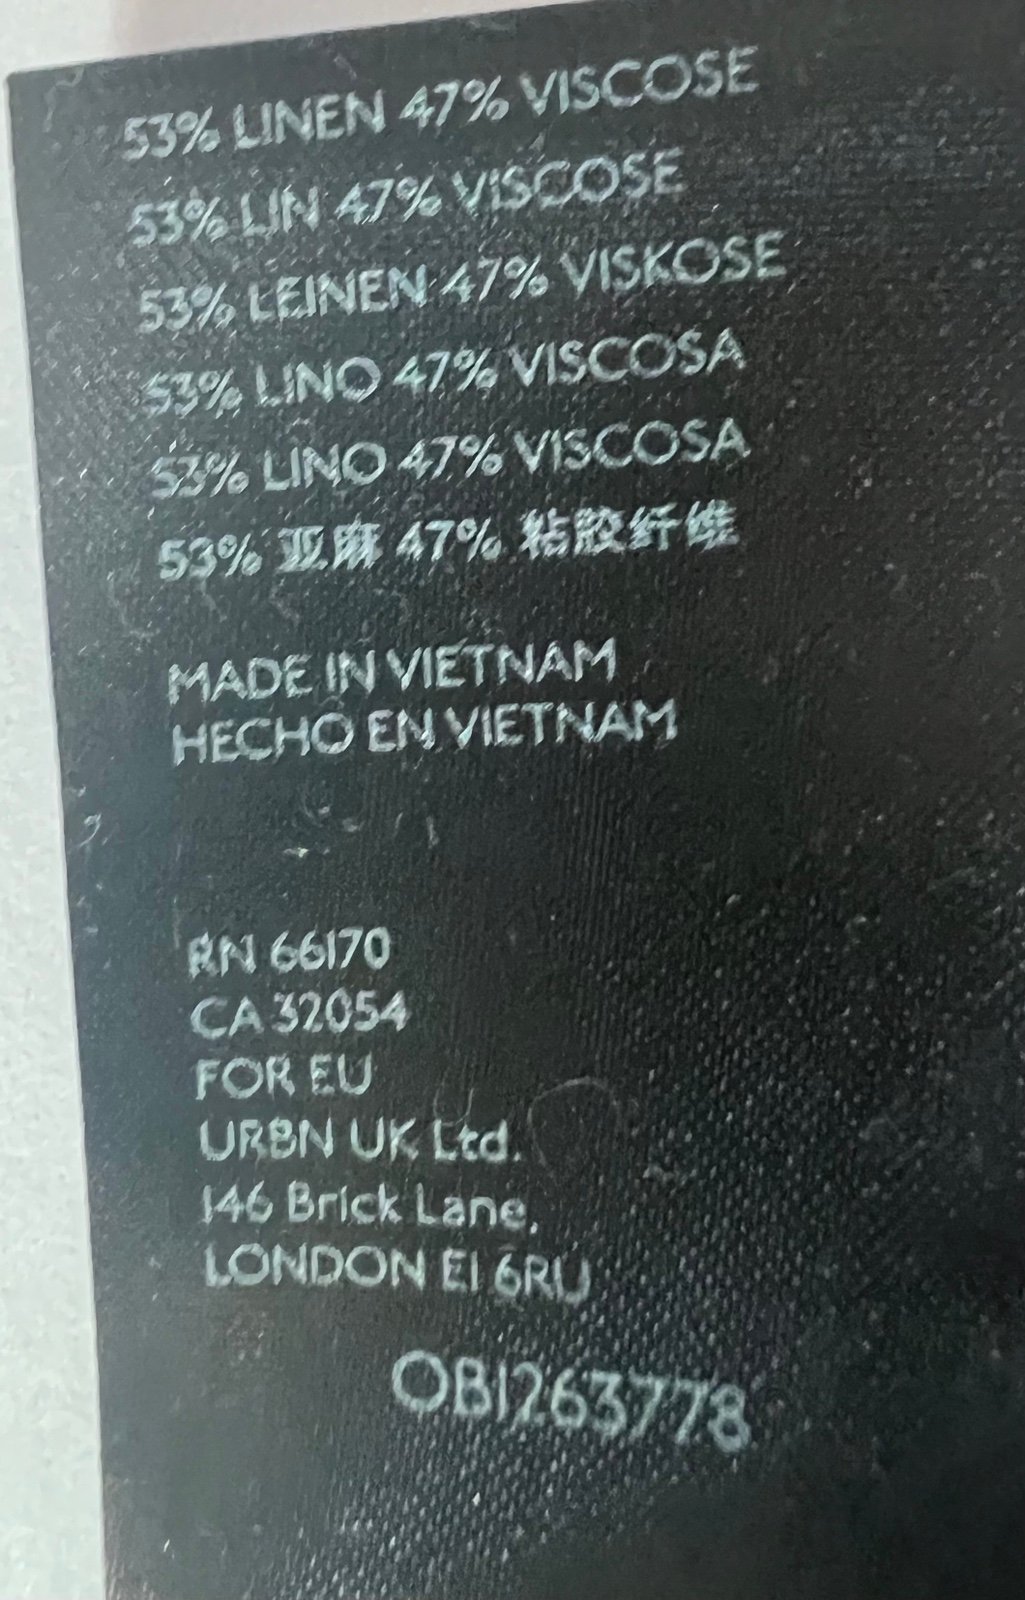 53% LINEN 47% VISCOSE
53% LIN 47% VISCOSE
53% LEINEN 47% VISKOSE
53% LINO 47% VISCOSA
53% LINO 47% VISCOSA
53% 亚麻 47% 粘胶纤维
MADE IN VIETNAM
HECHO EN VIETNAM
RN 66170
CA 32054
FOR EU
URBN UK Ltd.
146 Brick Lane,
LONDON E1 6RU
OB1263778